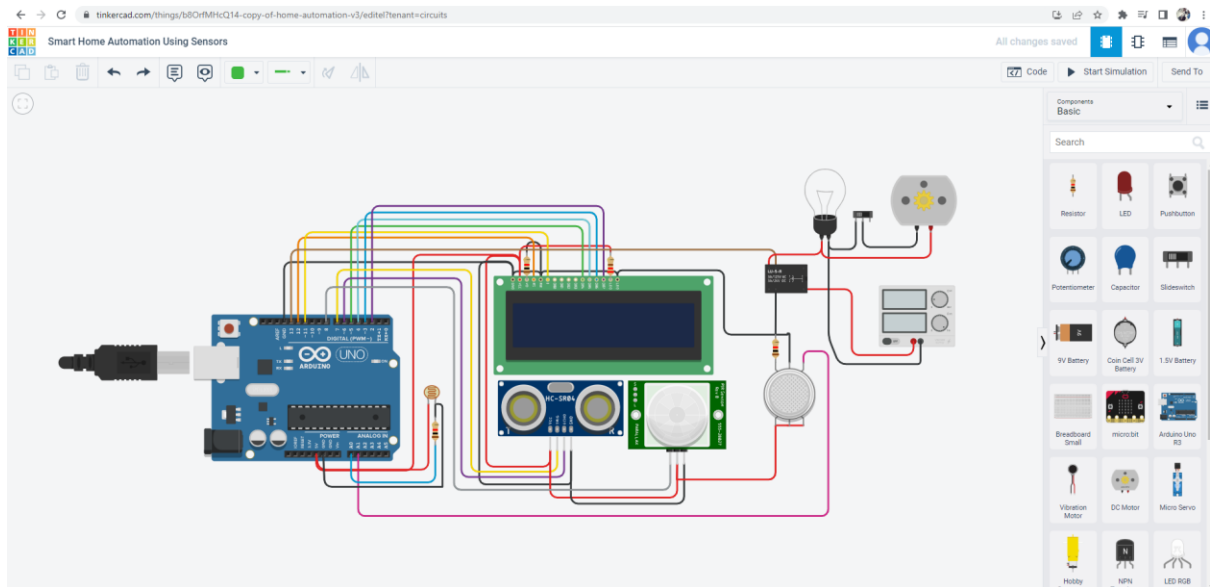 tinkercad.com/things/b8OrfMHcQ14-copy-of-home-automation-v3/editel?tenant=circuits
TIN
KER
CAD
Smart Home Automation Using Sensors
All changes saved
Code
Start Simulation
Send To
Components
Basic
Search
Resistor
LED
Pushbutton
Potentiometer
Capacitor
Slideswitch
9V Battery
Coin Cell 3V
Battery
1.5V Battery
Breadboard
Small
micro:bit
Arduino Uno
R3
Vibration
Motor
DC Motor
Micro Servo
Hobby
NPN
LED RGB
DIGITAL (PWM~)
UNO
ARDUINO
POWER
ANALOG IN
HC-SR04